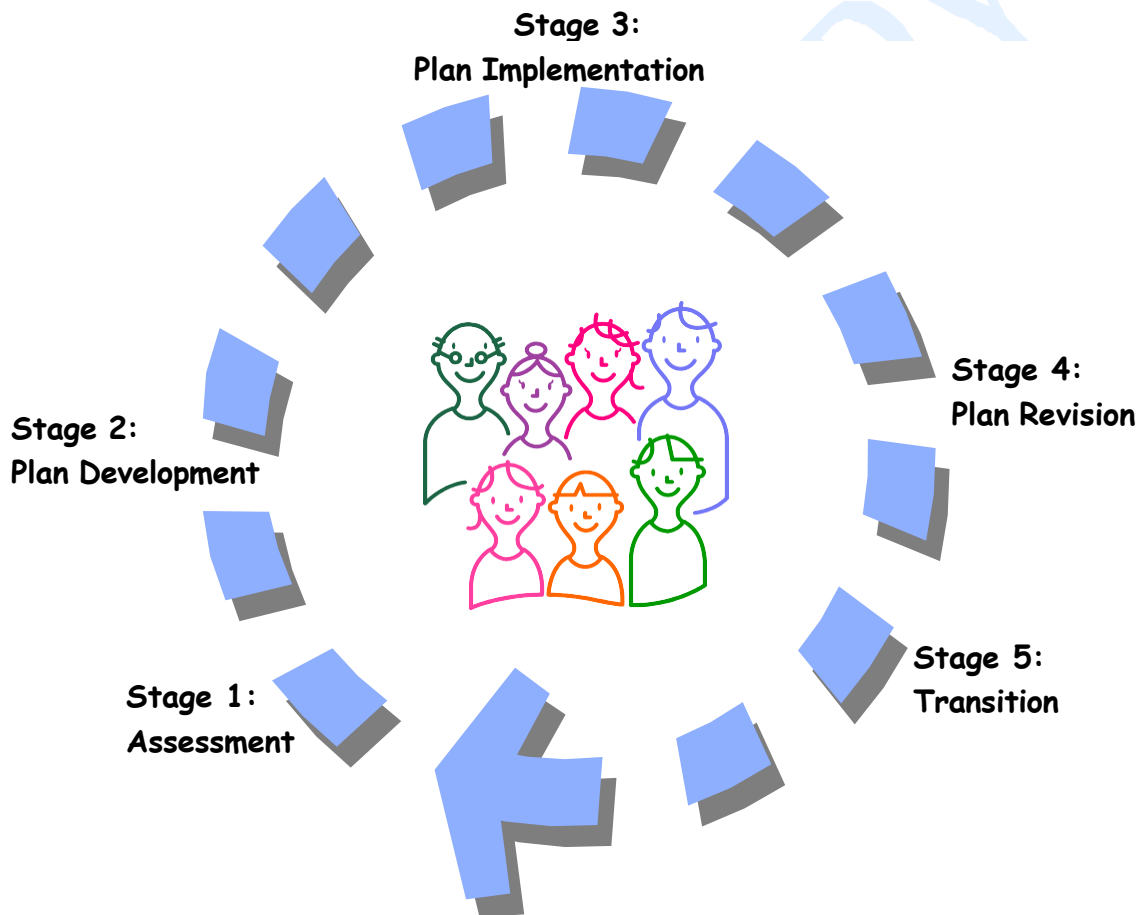 Stage 3:
Plan Implementation
Stage 4:
Plan Revision
Stage 2:
Plan Development
Stage 5:
Transition
Stage 1:
Assessment